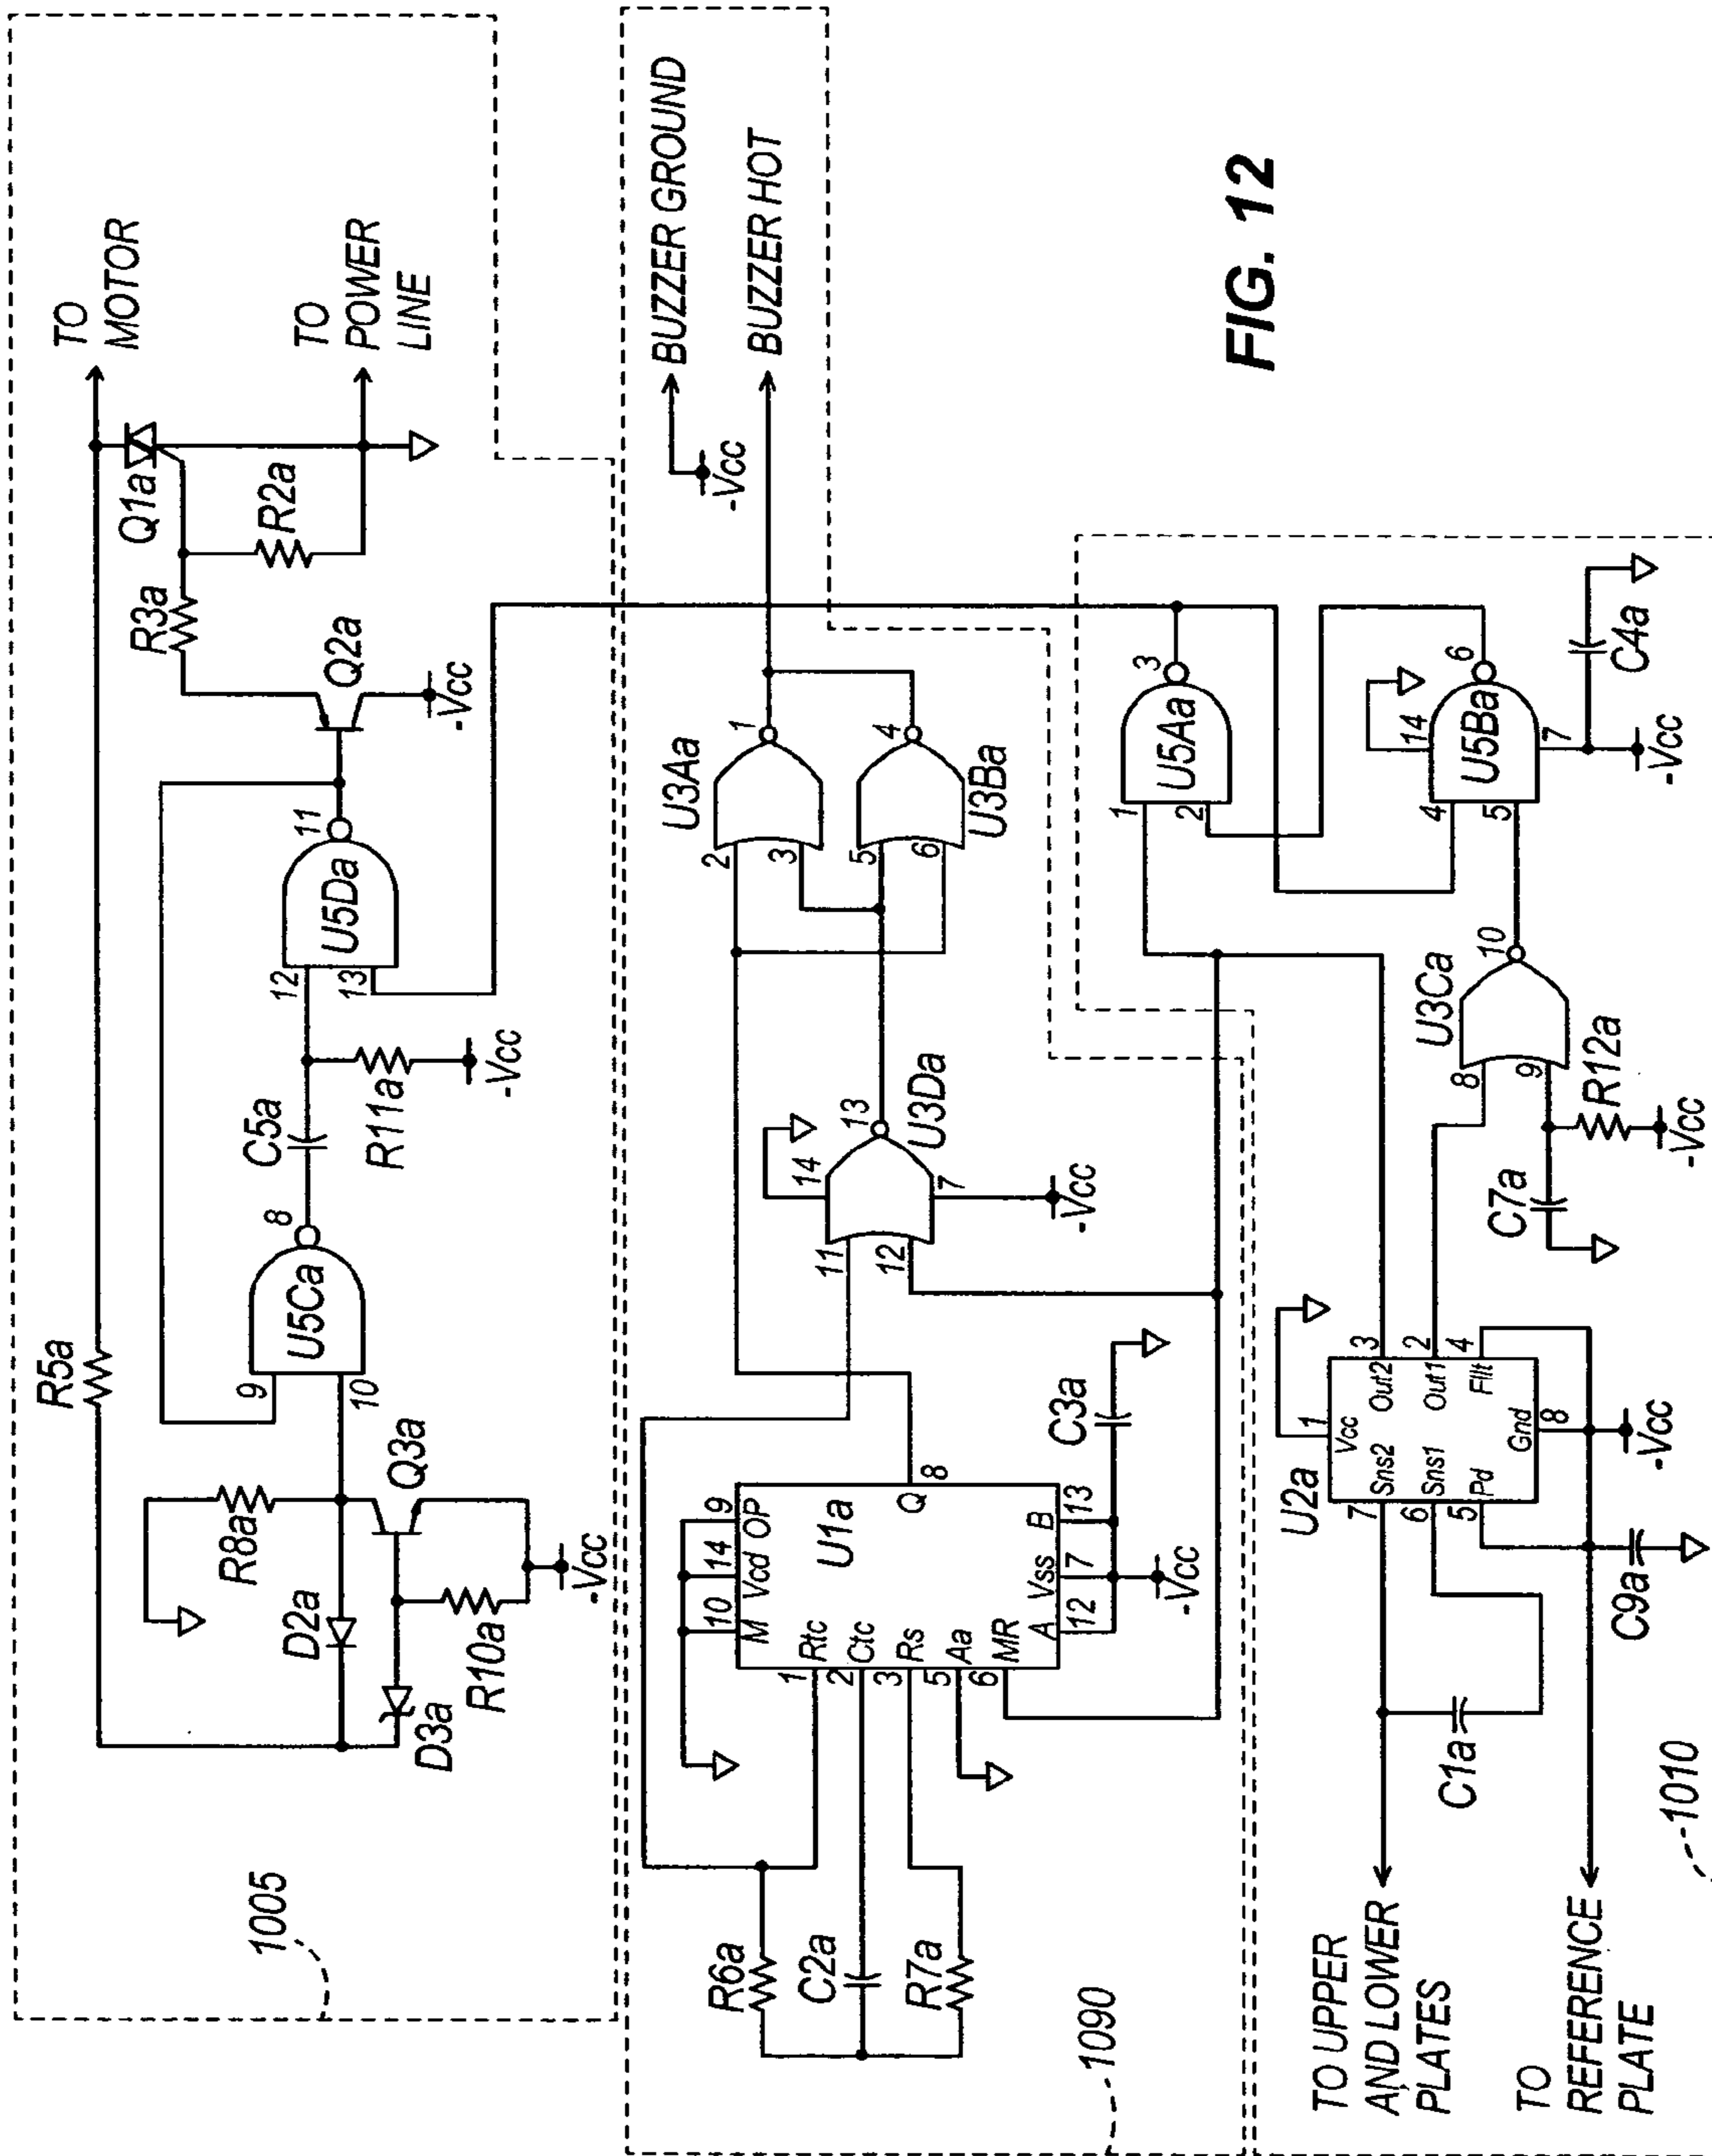 1005
R5a
TO
MOTOR
TO
POWER
LINE
Q1a
R2a
R3a
Q2a
-Vcc
11
U5Da
12
13
C5a
R11a
-Vcc
8
U5Ca
9
10
R8a
D2a
Q3a
D3a
R10a
-Vcc
1090
R6a
C2a
R7a
U1a
10
14
9
M
Vcd
OP
1
Rtc
2
Ctc
3
Rs
5
Aa
6
MR
Q
8
A
Vss
B
12
7
13
-Vcc
C3a
11
12
14
13
U3Da
7
-Vcc
2
3
1
U3Aa
5
6
4
U3Ba
-Vcc
BUZZER GROUND
BUZZER HOT
1010
TO UPPER
AND LOWER
PLATES
TO
REFERENCE
PLATE
C1a
C9a
U2a
1
Vcc
7
Sns2
6
Sns1
5
Pd
Out2
3
Out1
2
Fllt
4
Gnd
8
-Vcc
C7a
R12a
-Vcc
8
9
10
U3Ca
1
2
3
U5Aa
4
5
14
6
U5Ba
7
-Vcc
C4a
FIG. 12